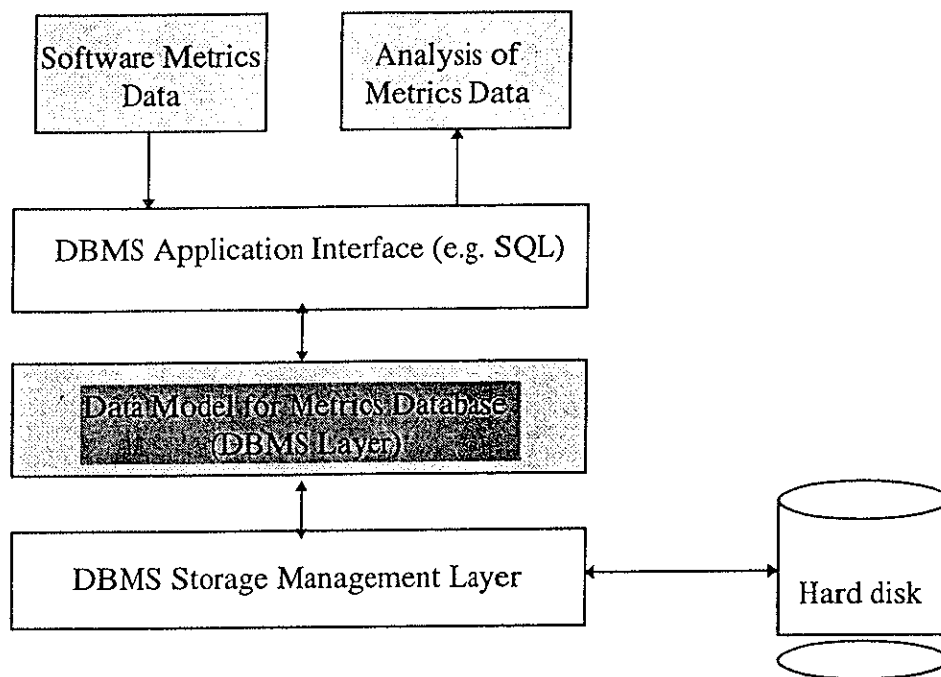 Software Metrics
Data
Analysis of
Metrics Data
DBMS Application Interface (e.g. SQL)
Data Model for Metrics Database
(DBMS Layer)
DBMS Storage Management Layer
Hard disk